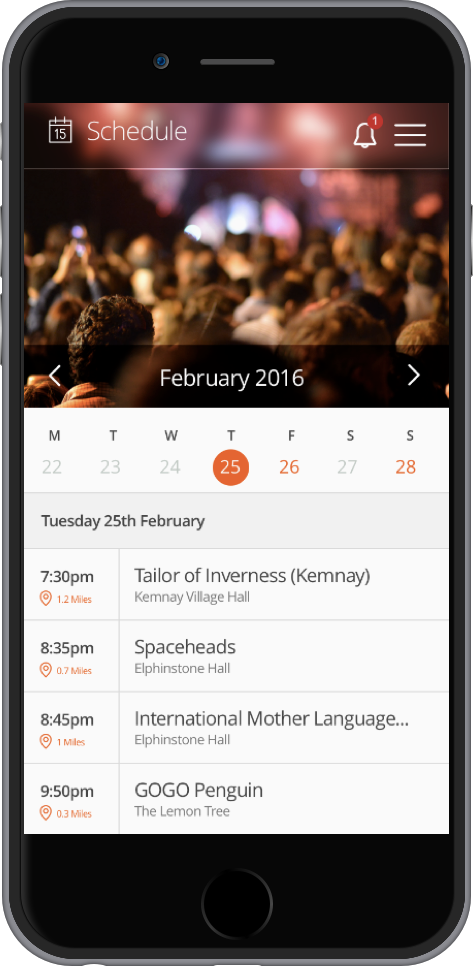 15 Schedule 1
February 2016
M T W T F S S
22 23 24 25 26 27 28
Tuesday 25th February
7:30pm Tailor of Inverness (Kemnay)
1.2 Miles Kemnay Village Hall
8:35pm Spaceheads
0.7 Miles Elphinstone Hall
8:45pm International Mother Language...
1 Miles Elphinstone Hall
9:50pm GOGO Penguin
0.3 Miles The Lemon Tree